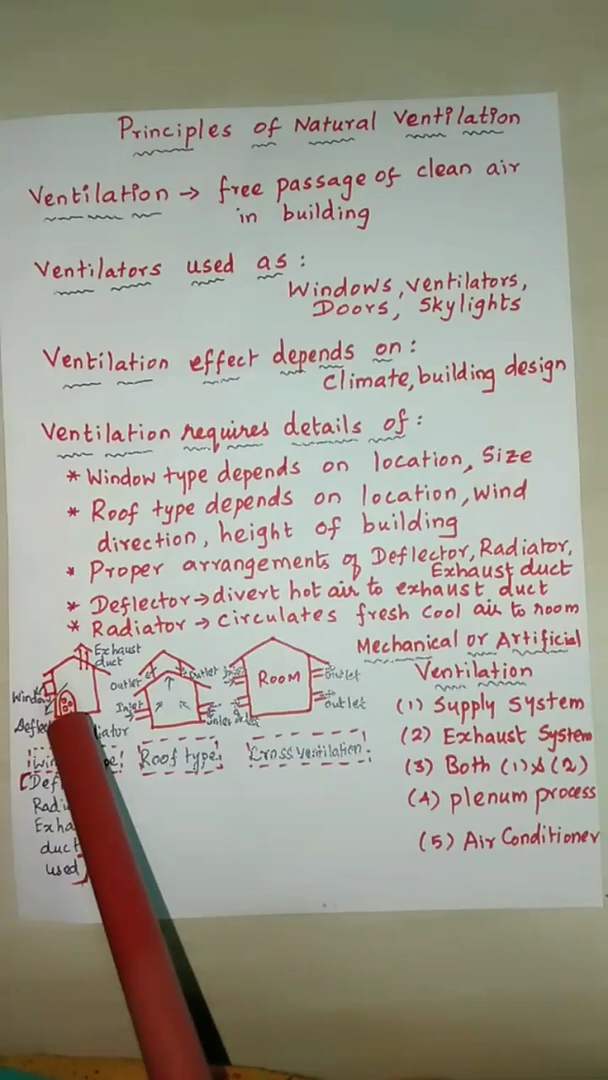 Principles of Natural Ventilation
Ventilation → free passage of clean air
in building
Ventilators used as :
Windows, ventilators,
Doors, Skylights
Ventilation effect depends on :
Climate, building design
Ventilation requires details of :
* Window type depends on location, Size
* Roof type depends on location, wind
direction, height of building
* Proper arrangements of Deflector, Radiator,
Exhaust duct
* Deflector → divert hot air to exhaust duct
* Radiator → circulates fresh cool air to room
Exhaust
duct
Window
Outlet
Outlet
Inlet
Inlet
Roof type
ROOM
Outlet
outlet
Cross ventilation
used
Mechanical or Artificial
Ventilation
(1) Supply System
(2) Exhaust System
(3) Both (1) & (2)
(4) plenum process
(5) Air Conditioner